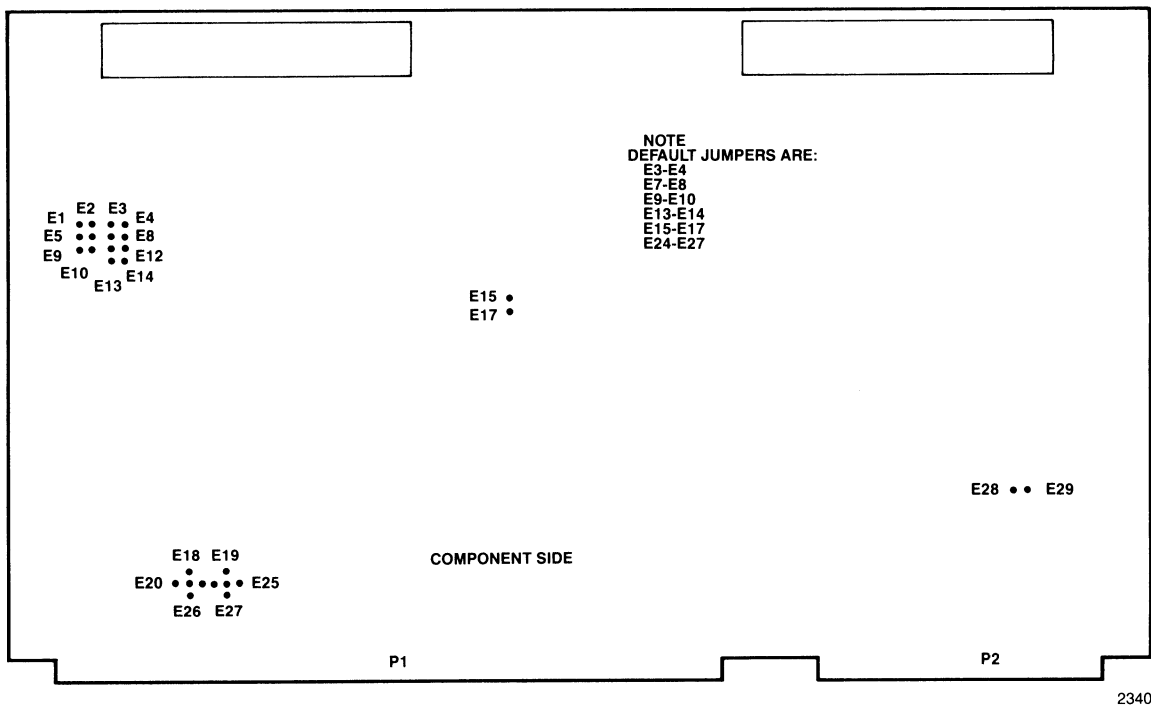 NOTE
DEFAULT JUMPERS ARE:
E3-E4
E7-E8
E9-E10
E13-E14
E15-E17
E24-E27
E1 E2 E3 E4
E5 E8
E9 E12
E10 E13 E14
E15
E17
E28 E29
E18 E19
COMPONENT SIDE
E20 E25
E26 E27
P1 P2
2340